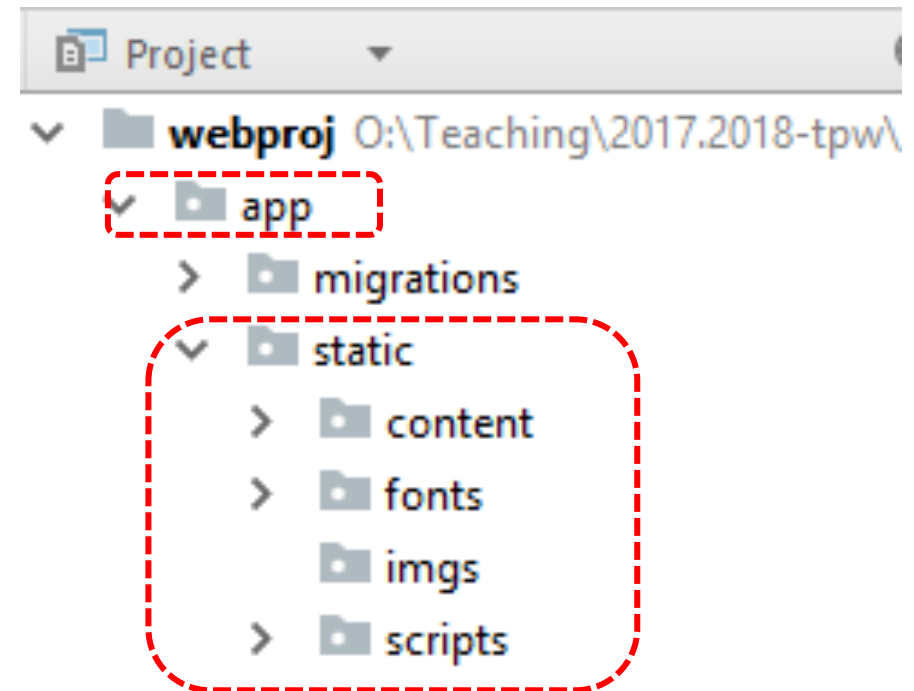 Project
webproj O:\Teaching\2017.2018-tpw\
app
migrations
static
content
fonts
imgs
scripts